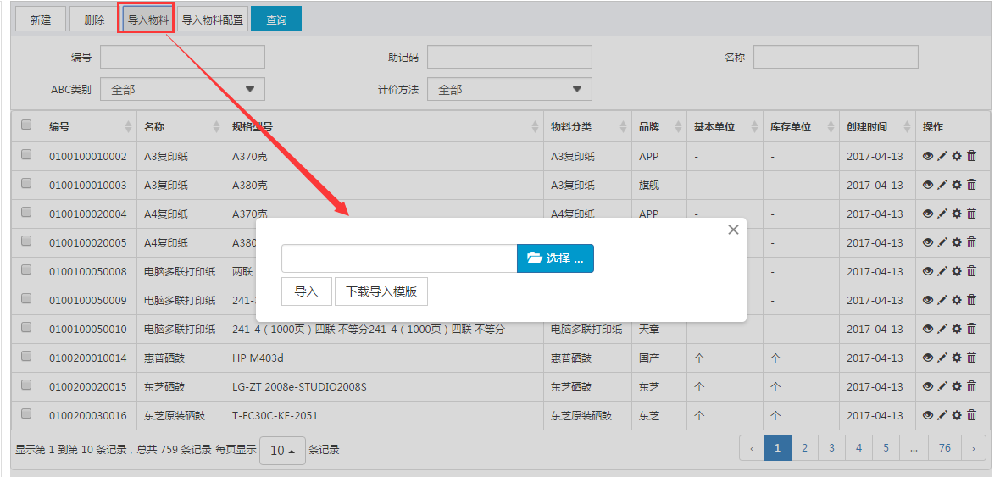 新建 删除 导入物料 导入物料配置 查询
编号 助记码 名称
ABC类别 全部 计价方法 全部
编号 名称 规格型号 物料分类 品牌 基本单位 库存单位 创建时间 操作
0100100010002 A3复印纸 A370克 A3复印纸 APP - - 2017-04-13
0100100010003 A3复印纸 A380克 A3复印纸 旗舰 - - 2017-04-13
0100100020004 A4复印纸 A370克 A4复印纸 APP - - 2017-04-13
0100100020005 A4复印纸 A380 - 2017-04-13
选择 ...
0100100050008 电脑多联打印纸 两联 - 2017-04-13
导入 下载导入模版
0100100050009 电脑多联打印纸 241- - 2017-04-13
0100100050010 电脑多联打印纸 241-4（1000页）四联 不等分241-4（1000页）四联 不等分 电脑多联打印纸 天章 - - 2017-04-13
0100200010014 惠普硒鼓 HP M403d 惠普硒鼓 国产 个 个 2017-04-13
0100200020015 东芝硒鼓 LG-ZT 2008e-STUDIO2008S 东芝硒鼓 东芝 个 个 2017-04-13
0100200030016 东芝原装硒鼓 T-FC30C-KE-2051 东芝原装硒鼓 东芝 个 个 2017-04-13
显示第 1 到第 10 条记录，总共 759 条记录 每页显示 10 条记录 ‹ 1 2 3 4 5 ... 76 ›